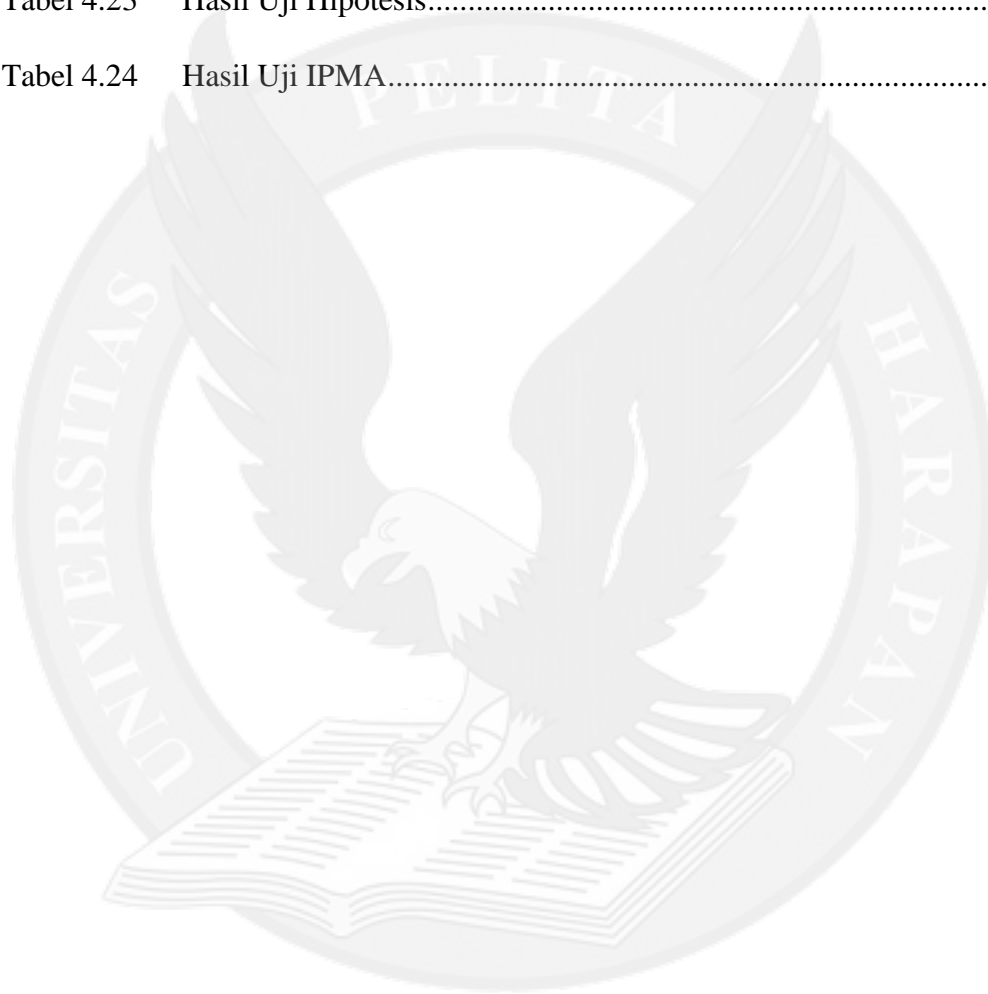 Tabel 4.23 Hasil Uji Hipotesis........................................................................................
Tabel 4.24 Hasil Uji IPMA...............................................................................................
UNIVERSITAS PELITA HARAPAN